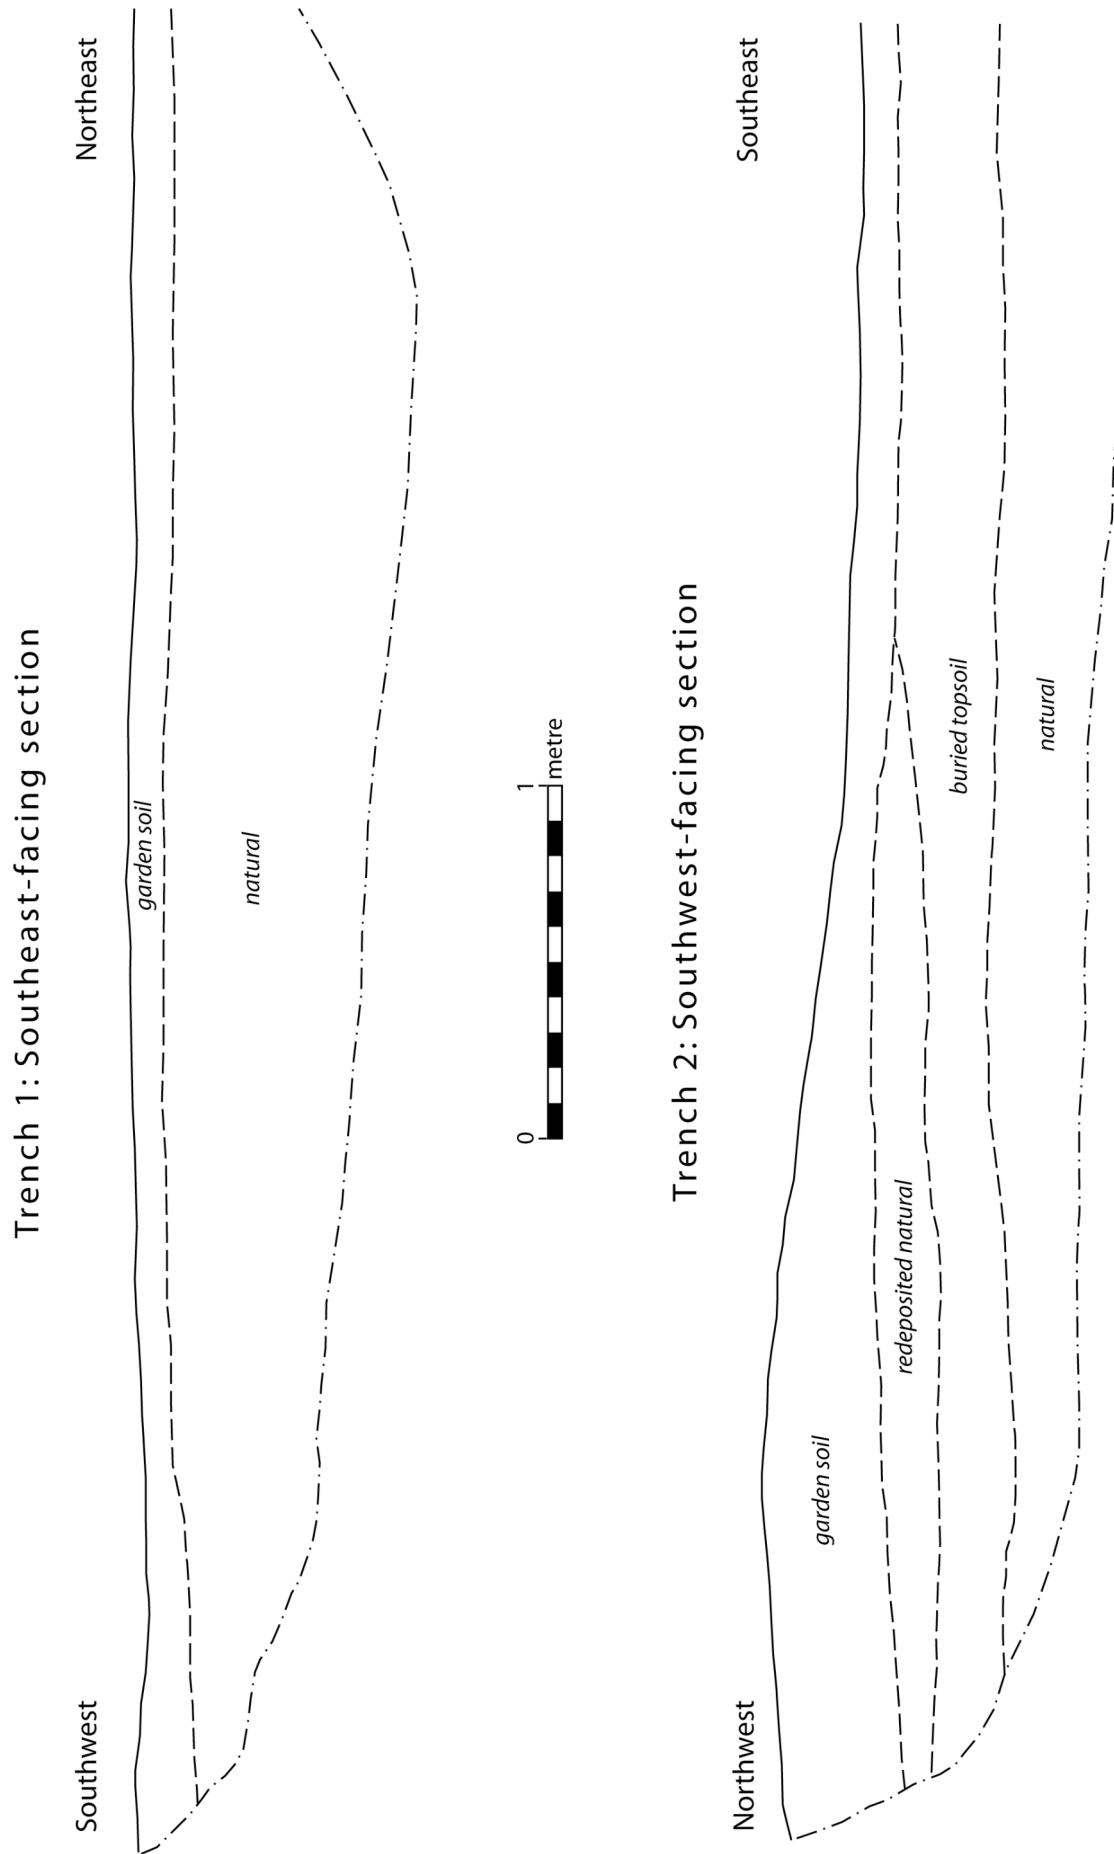 Trench 1: Southeast-facing section
Southwest
Northeast
garden soil
natural
0
1
metre
Trench 2: Southwest-facing section
Northwest
Southeast
garden soil
redeposited natural
buried topsoil
natural